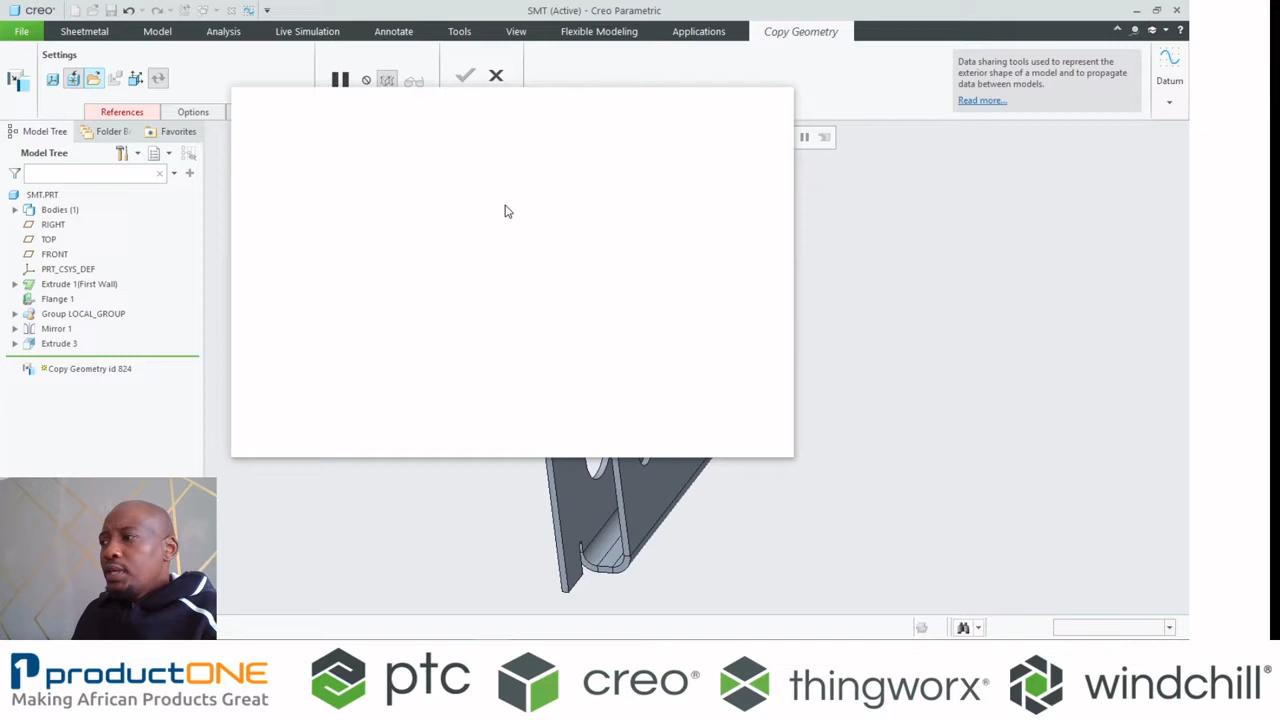 creo
SMT (Active) - Creo Parametric
File Sheetmetal Model Analysis Live Simulation Annotate Tools View Flexible Modeling Applications Copy Geometry
Settings
References Options
Data sharing tools used to represent the
exterior shape of a model and to propagate
data between models.
Read more...
Datum
Model Tree Folder B Favorites
Model Tree
SMT.PRT
Bodies (1)
RIGHT
TOP
FRONT
PRT_CSYS_DEF
Extrude 1(First Wall)
Flange 1
Group LOCAL_GROUP
Mirror 1
Extrude 3
Copy Geometry id 824
productONE
Making African Products Great
ptc
creo®
thingworx®
windchill®